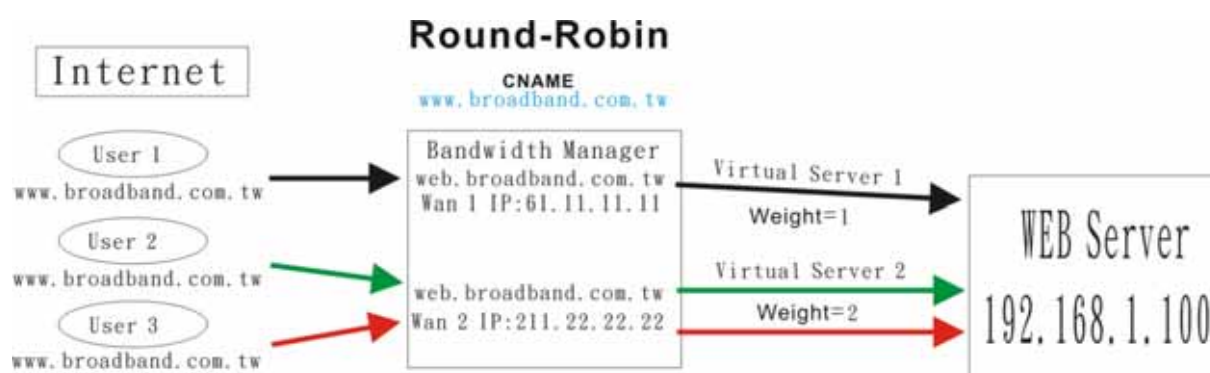 Round-Robin
Internet
CNAME
www.broadband.com.tw
User 1
www.broadband.com.tw
User 2
www.broadband.com.tw
User 3
www.broadband.com.tw
Bandwidth Manager
web.broadband.com.tw
Wan 1 IP:61.11.11.11
web.broadband.com.tw
Wan 2 IP:211.22.22.22
Virtual Server 1
Weight=1
Virtual Server 2
Weight=2
WEB Server
192.168.1.100